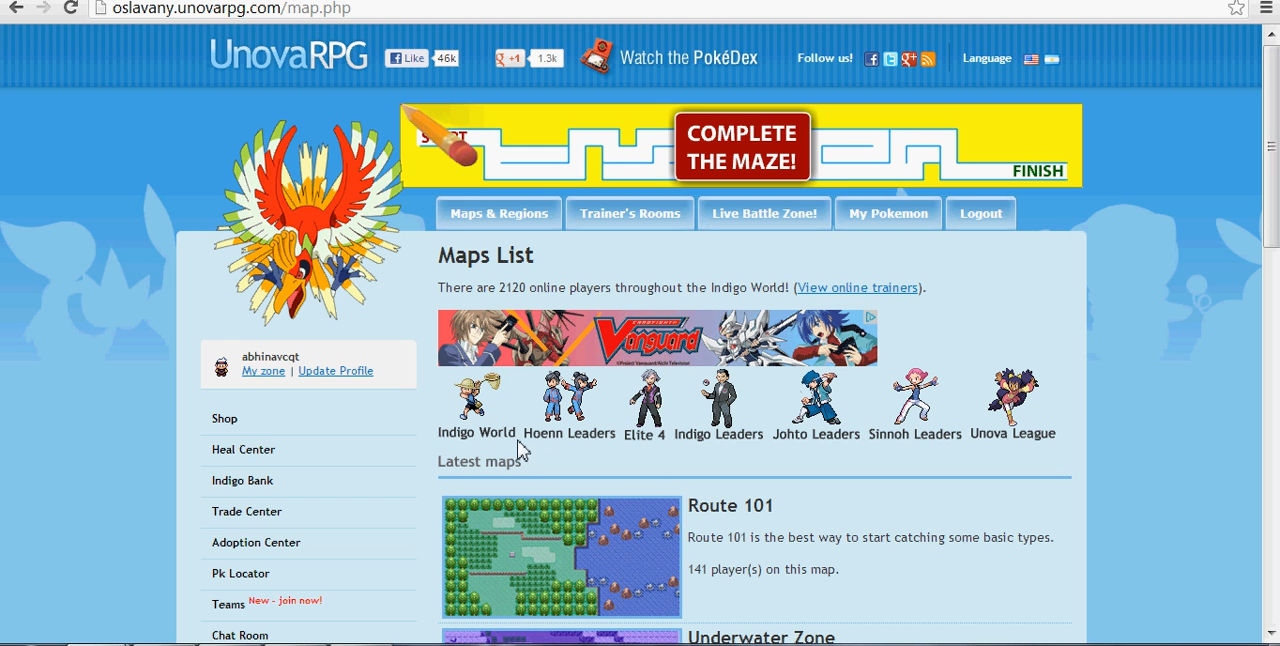 oslavany.unovarpg.com/map.php
UnovaRPG
Like 46k
+1 1.3k
Watch the PokéDex
Follow us!
Language
START
COMPLETE
THE MAZE!
FINISH
Maps & Regions
Trainer's Rooms
Live Battle Zone!
My Pokemon
Logout
Maps List
There are 2120 online players throughout the Indigo World! (View online trainers).
CARDFIGHT!!
Vanguard
abhinavcqt
My zone | Update Profile
Indigo World
Hoenn Leaders
Elite 4
Indigo Leaders
Johto Leaders
Sinnoh Leaders
Unova League
Latest maps
Shop
Heal Center
Indigo Bank
Trade Center
Adoption Center
Pk Locator
Teams New - join now!
Chat Room
Route 101
Route 101 is the best way to start catching some basic types.
141 player(s) on this map.
Underwater Zone